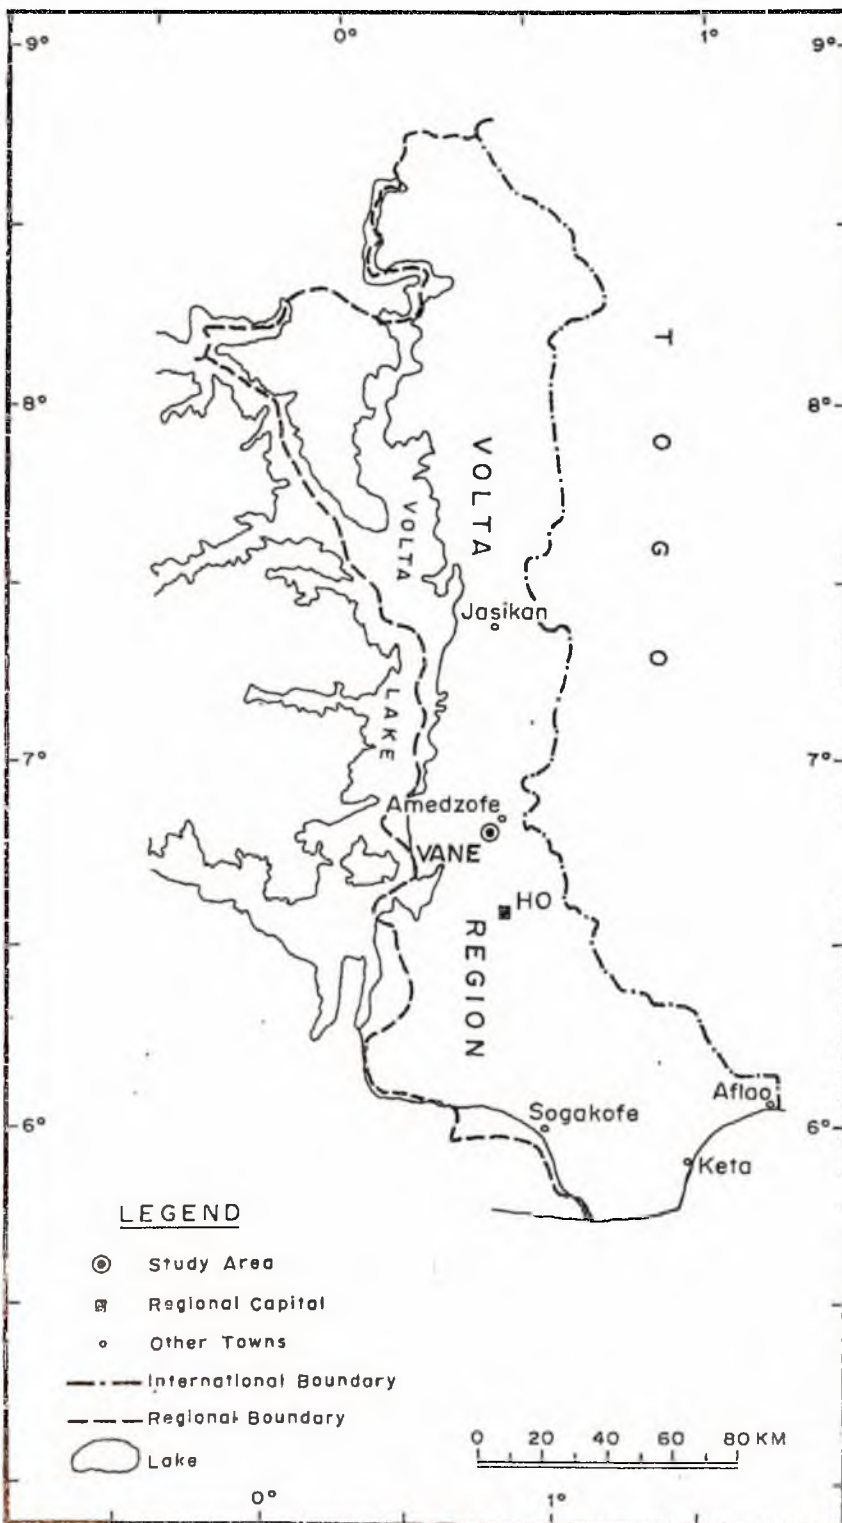 0° 1°
9° 9°
T O G O
8° 8°
VOLTA
VOLTA
Jasikan
LAKE
7° 7°
Amedzofe
VANE
HO
REGION
Aflao
Sogakofe
6° 6°
Keta
LEGEND
Study Area
Regional Capital
Other Towns
International Boundary
Regional Boundary
Lake
0 20 40 60 80 KM
0° 1°